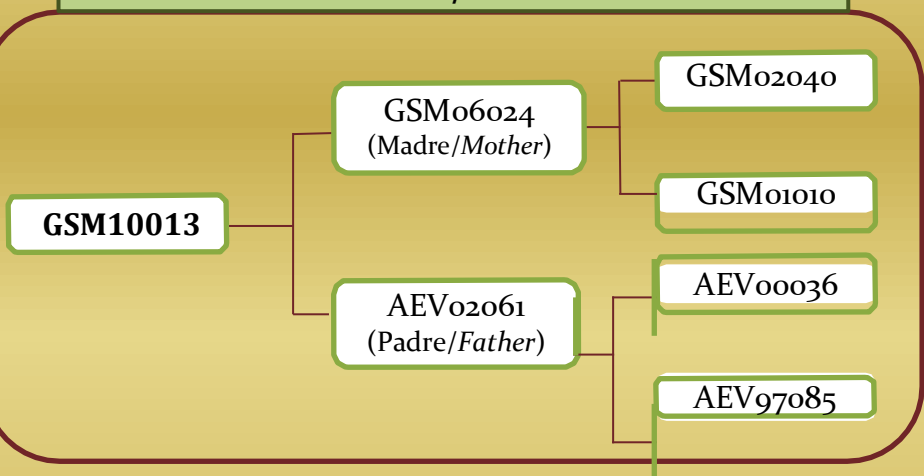 GSM02040
GSM06024
(Madre/Mother)
GSM01010
GSM10013
AEV00036
AEV02061
(Padre/Father)
AEV97085